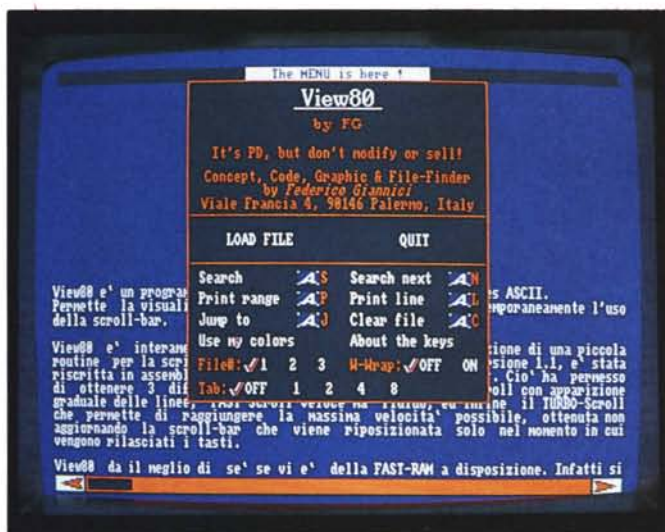 The MENU is here !
View80
by FG
It's PD, but don't modify or sell!
Concept, Code, Graphic & File-Finder
by Federico Giannici
Viale Francia 4, 90146 Palermo, Italy
LOAD FILE QUIT
Search A S Search next A N
Print range A P Print line A L
Jump to A J Clear file A C
Use my colors About the keys
File#: ✓1 2 3 W-Wrap: ✓OFF ON
Tab: ✓OFF 1 2 4 8
View80 e' un progra es ASCII.
Permette la visuali temporaneamente l'uso
della scroll-bar.
View80 e' interame zione di una piccola
routine per la scri rsione 1.1, e' stata
riscritta in assemb . Cio' ha permesso
di ottenere 3 di oll con apparizione
graduale delle linee il TURBO-Scroll
che permette di raggiungere la massima velocita' possibile, ottenuta non
aggiornando la scroll-bar che viene riposizionata solo nel momento in cui
vengono rilasciati i tasti.
View80 da il meglio di se' se vi e' della FAST-RAM a disposizione. Infatti si